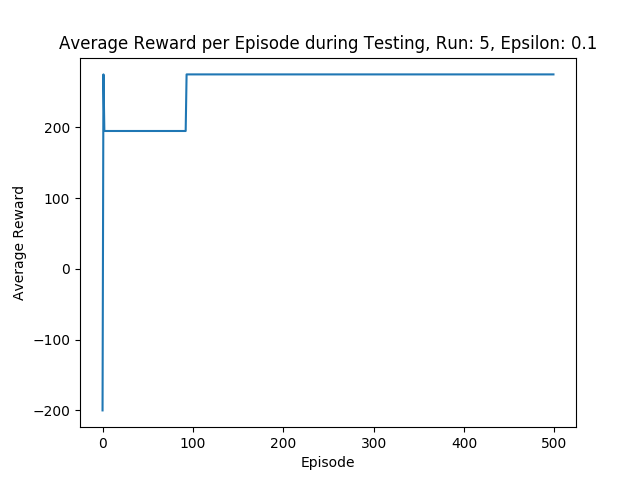 Average Reward per Episode during Testing, Run: 5, Epsilon: 0.1
200
100
0
−100
−200
Average Reward
0 100 200 300 400 500
Episode